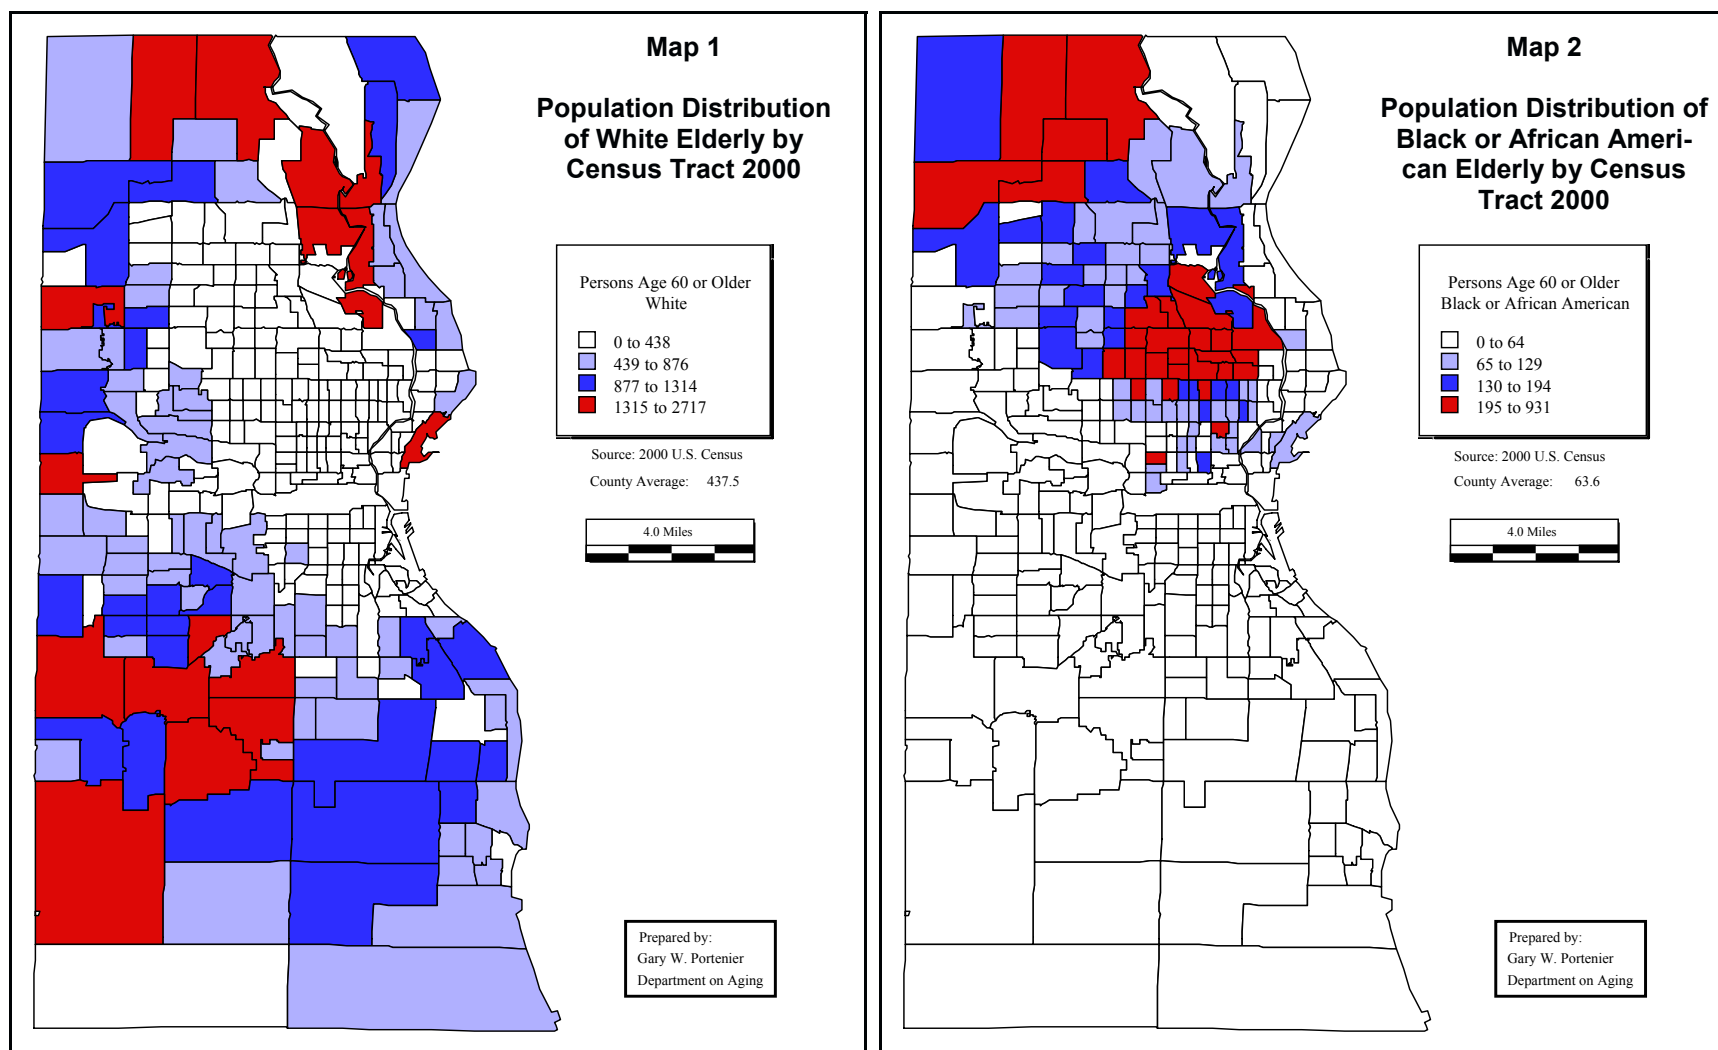 Map 1
Population Distribution
of White Elderly by
Census Tract 2000
Persons Age 60 or Older
White
0 to 438
439 to 876
877 to 1314
1315 to 2717
Source: 2000 U.S. Census
County Average: 437.5
4.0 Miles
Prepared by:
Gary W. Portenier
Department on Aging
Map 2
Population Distribution of
Black or African Ameri-
can Elderly by Census
Tract 2000
Persons Age 60 or Older
Black or African American
0 to 64
65 to 129
130 to 194
195 to 931
Source: 2000 U.S. Census
County Average: 63.6
4.0 Miles
Prepared by:
Gary W. Portenier
Department on Aging